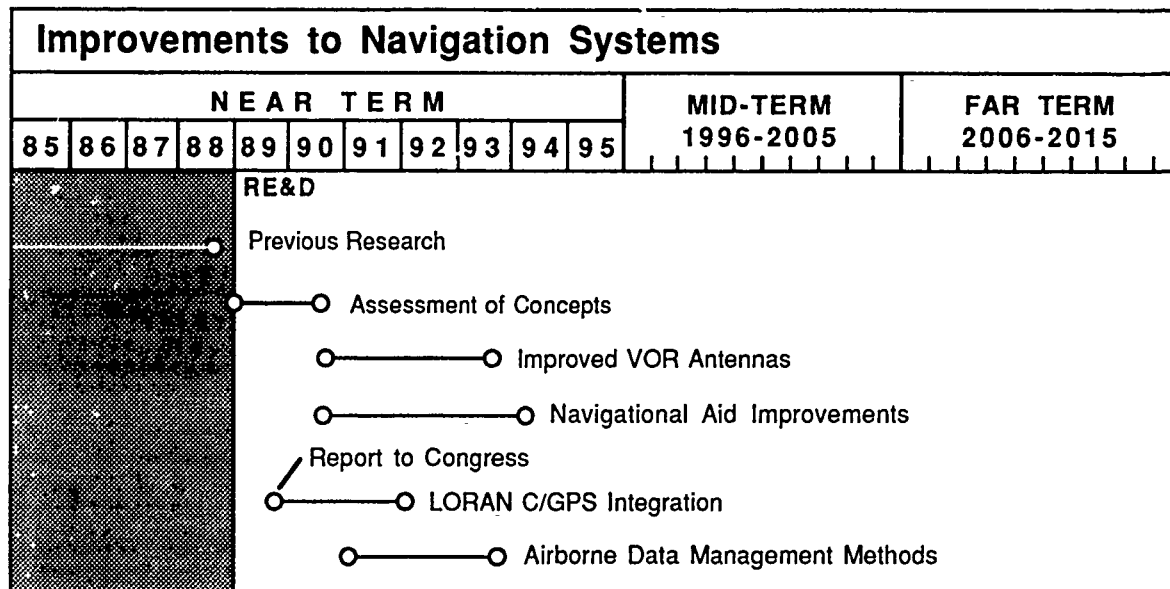 Improvements to Navigation Systems
NEAR TERM
MID-TERM
1996-2005
FAR TERM
2006-2015
85 86 87 88 89 90 91 92 93 94 95
RE&D
Previous Research
Assessment of Concepts
Improved VOR Antennas
Navigational Aid Improvements
Report to Congress
LORAN C/GPS Integration
Airborne Data Management Methods